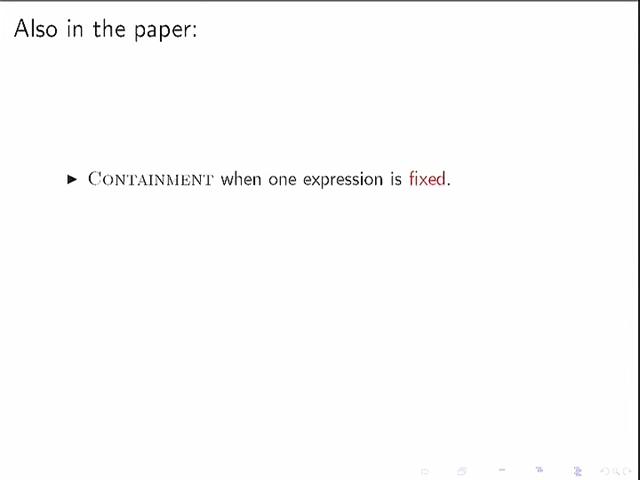 Also in the paper:
▶ CONTAINMENT when one expression is fixed.